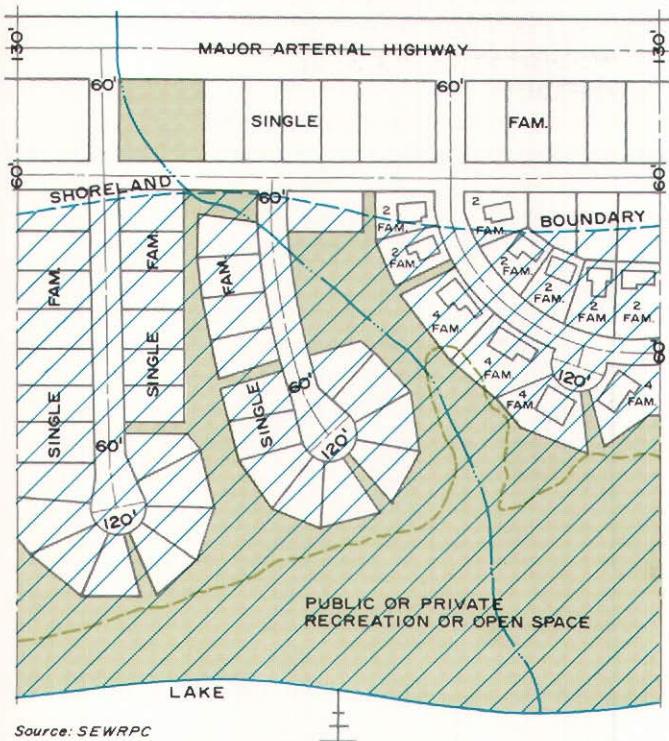 130'
MAJOR ARTERIAL HIGHWAY
130'
60'
60'
SINGLE
FAM.
60'
60'
SHORELAND
60'
BOUNDARY
2
FAM.
2
FAM.
2
FAM.
2
FAM.
2
FAM.
2
FAM.
2
FAM.
FAM.
FAM.
FAM.
4
FAM.
4
FAM.
4
FAM.
4
FAM.
60'
120'
SINGLE
SINGLE
SINGLE
60'
60'
120'
120'
PUBLIC OR PRIVATE
RECREATION OR OPEN SPACE
LAKE
Source: SEWRPC